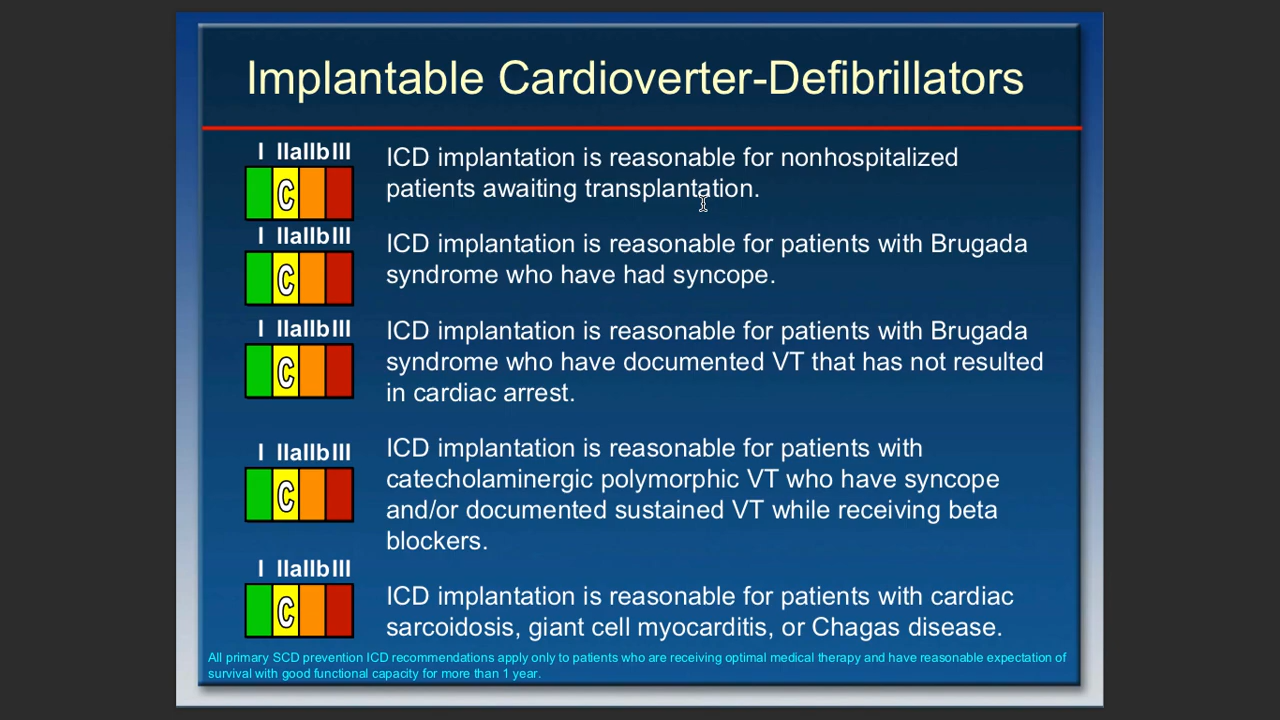 Implantable Cardioverter-Defibrillators
I IIaIIbIII
C
ICD implantation is reasonable for nonhospitalized
patients awaiting transplantation.
I IIaIIbIII
C
ICD implantation is reasonable for patients with Brugada
syndrome who have had syncope.
I IIaIIbIII
C
ICD implantation is reasonable for patients with Brugada
syndrome who have documented VT that has not resulted
in cardiac arrest.
I IIaIIbIII
C
ICD implantation is reasonable for patients with
catecholaminergic polymorphic VT who have syncope
and/or documented sustained VT while receiving beta
blockers.
I IIaIIbIII
C
ICD implantation is reasonable for patients with cardiac
sarcoidosis, giant cell myocarditis, or Chagas disease.
All primary SCD prevention ICD recommendations apply only to patients who are receiving optimal medical therapy and have reasonable expectation of
survival with good functional capacity for more than 1 year.